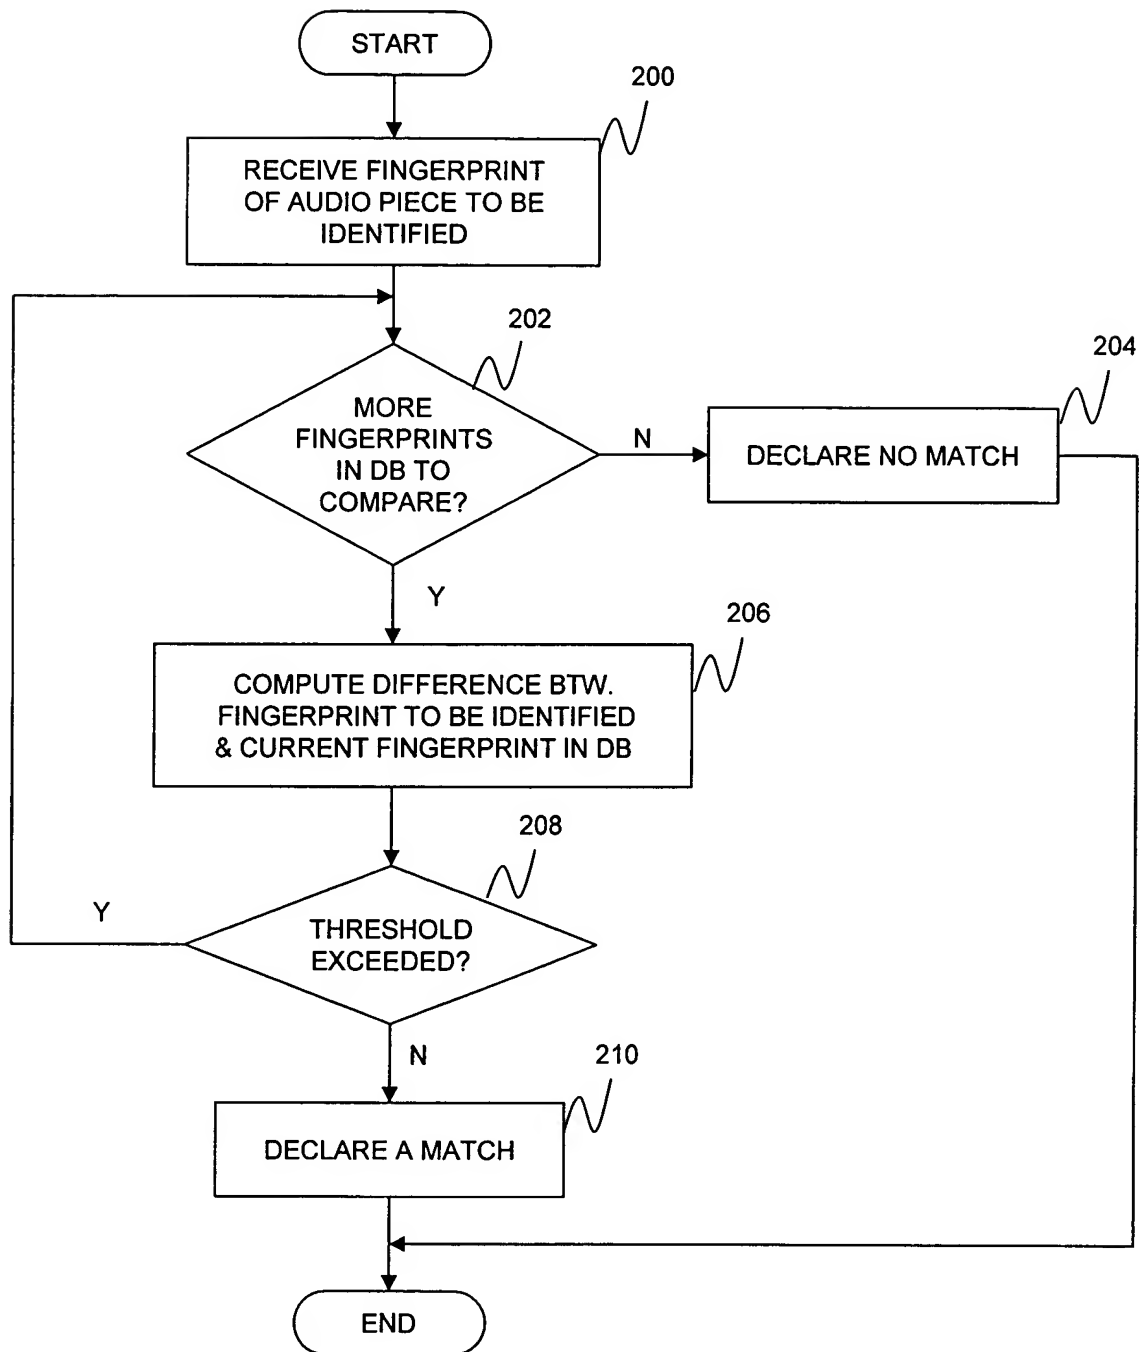 START
200
RECEIVE FINGERPRINT
OF AUDIO PIECE TO BE
IDENTIFIED
202
204
MORE
FINGERPRINTS
IN DB TO
COMPARE?
N
DECLARE NO MATCH
Y
206
COMPUTE DIFFERENCE BTW.
FINGERPRINT TO BE IDENTIFIED
& CURRENT FINGERPRINT IN DB
208
Y
THRESHOLD
EXCEEDED?
N
210
DECLARE A MATCH
END